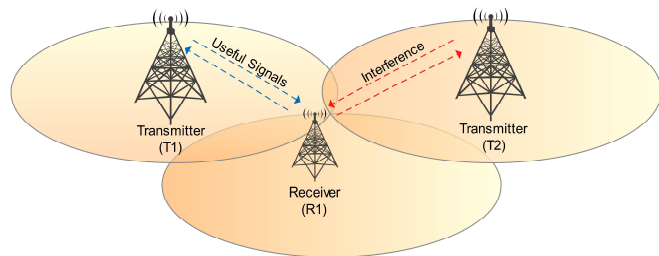 Useful Signals
Interference
Transmitter
(T1)
Transmitter
(T2)
Receiver
(R1)